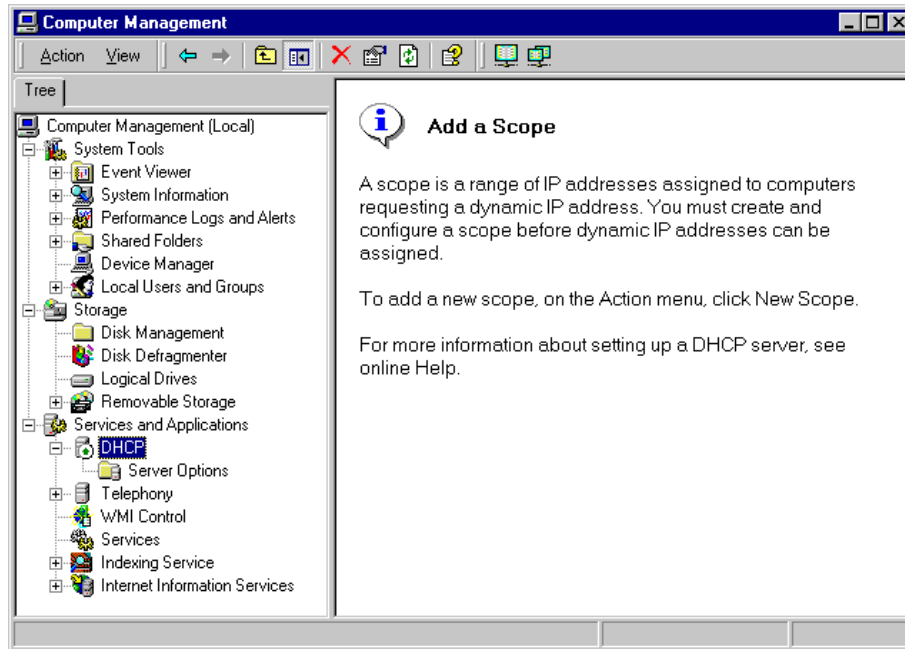 Computer Management
Action View
Tree
Computer Management (Local)
System Tools
Event Viewer
System Information
Performance Logs and Alerts
Shared Folders
Device Manager
Local Users and Groups
Storage
Disk Management
Disk Defragmenter
Logical Drives
Removable Storage
Services and Applications
DHCP
Server Options
Telephony
WMI Control
Services
Indexing Service
Internet Information Services
Add a Scope
A scope is a range of IP addresses assigned to computers
requesting a dynamic IP address. You must create and
configure a scope before dynamic IP addresses can be
assigned.
To add a new scope, on the Action menu, click New Scope.
For more information about setting up a DHCP server, see
online Help.